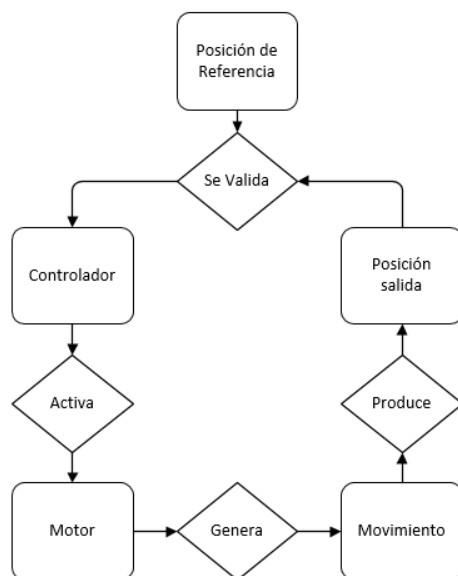 Posición de
Referencia
Se Valida
Controlador
Posición
salida
Activa
Produce
Motor
Genera
Movimiento